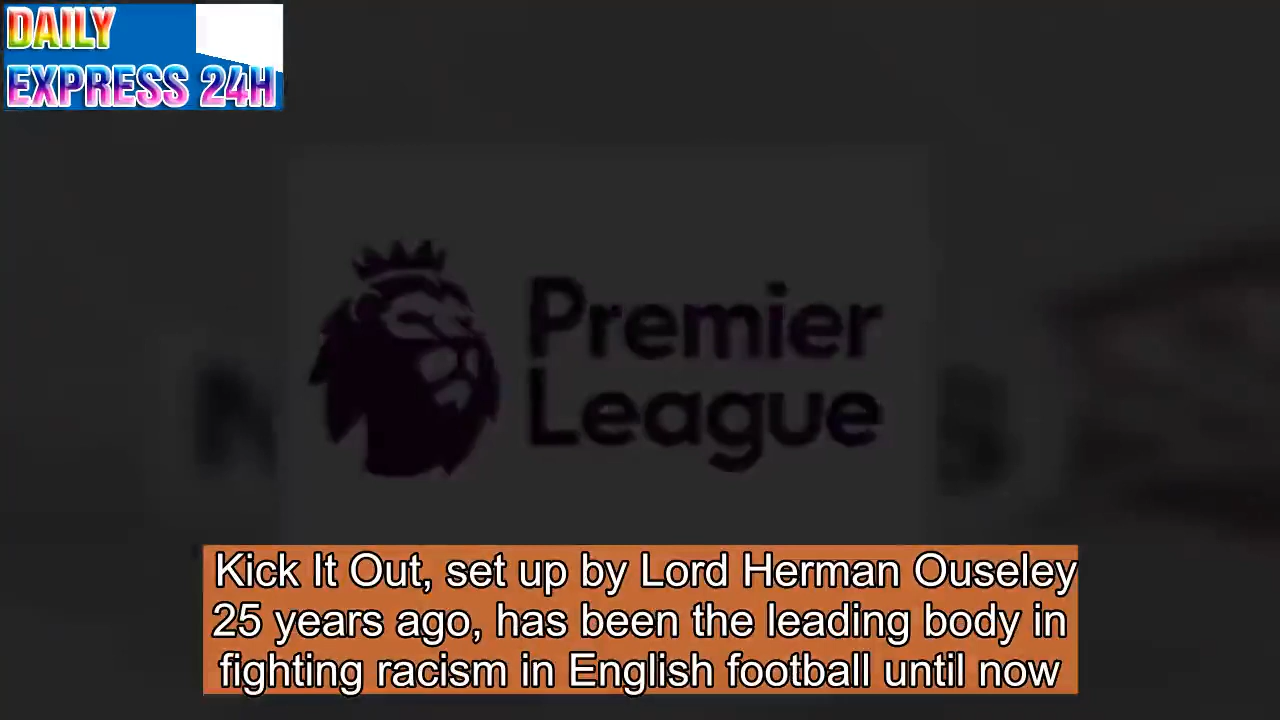 DAILY
EXPRESS 24H
Premier
League
Kick It Out, set up by Lord Herman Ouseley
25 years ago, has been the leading body in
fighting racism in English football until now